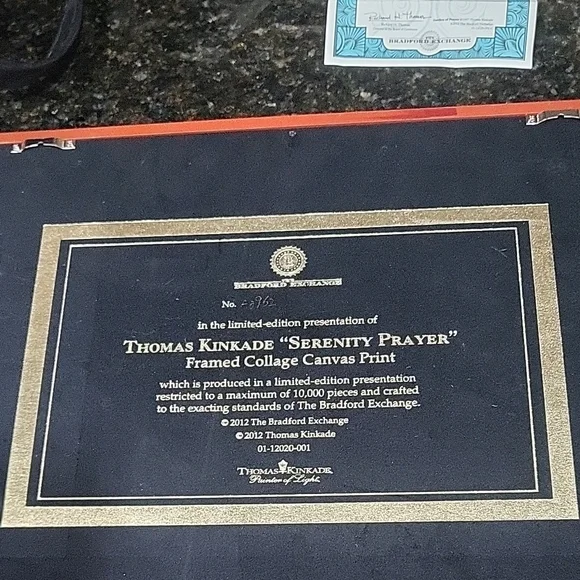 Richard W. Thomas
BRADFORD EXCHANGE
THE
BRADFORD EXCHANGE
No.
in the limited-edition presentation of
THOMAS KINKADE "SERENITY PRAYER"
Framed Collage Canvas Print
which is produced in a limited-edition presentation
restricted to a maximum of 10,000 pieces and crafted
to the exacting standards of The Bradford Exchange.
© 2012 The Bradford Exchange
© 2012 Thomas Kinkade
01-12020-001
THOMAS KINKADE
Painter of Light